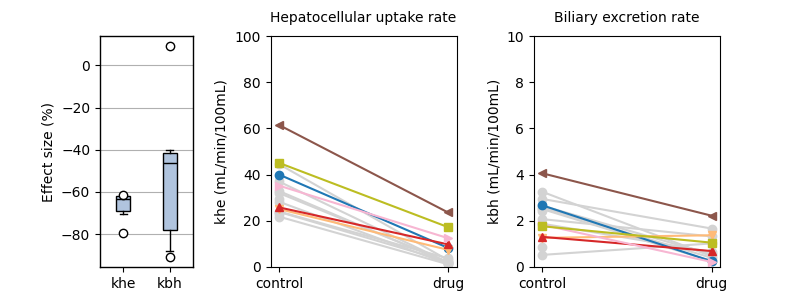 Hepatocellular uptake rate
Biliary excretion rate
Effect size (%)
0
−20
−40
−60
−80
khe
kbh
khe (mL/min/100mL)
100
80
60
40
20
0
control
drug
kbh (mL/min/100mL)
10
8
6
4
2
0
control
drug